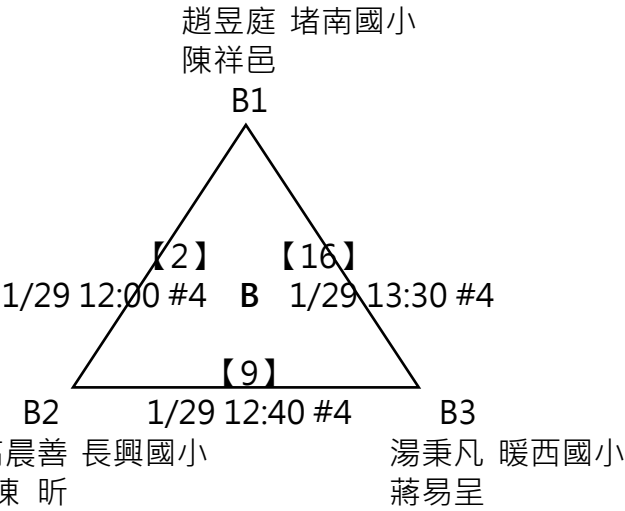 趙昱庭 堵南國小
陳祥邑
B1
【2】 【16】
1/29 12:00 #4 B 1/29 13:30 #4
【9】
B2 1/29 12:40 #4 B3
晨善 長興國小 湯秉凡 暖西國小
昕 蔣易呈